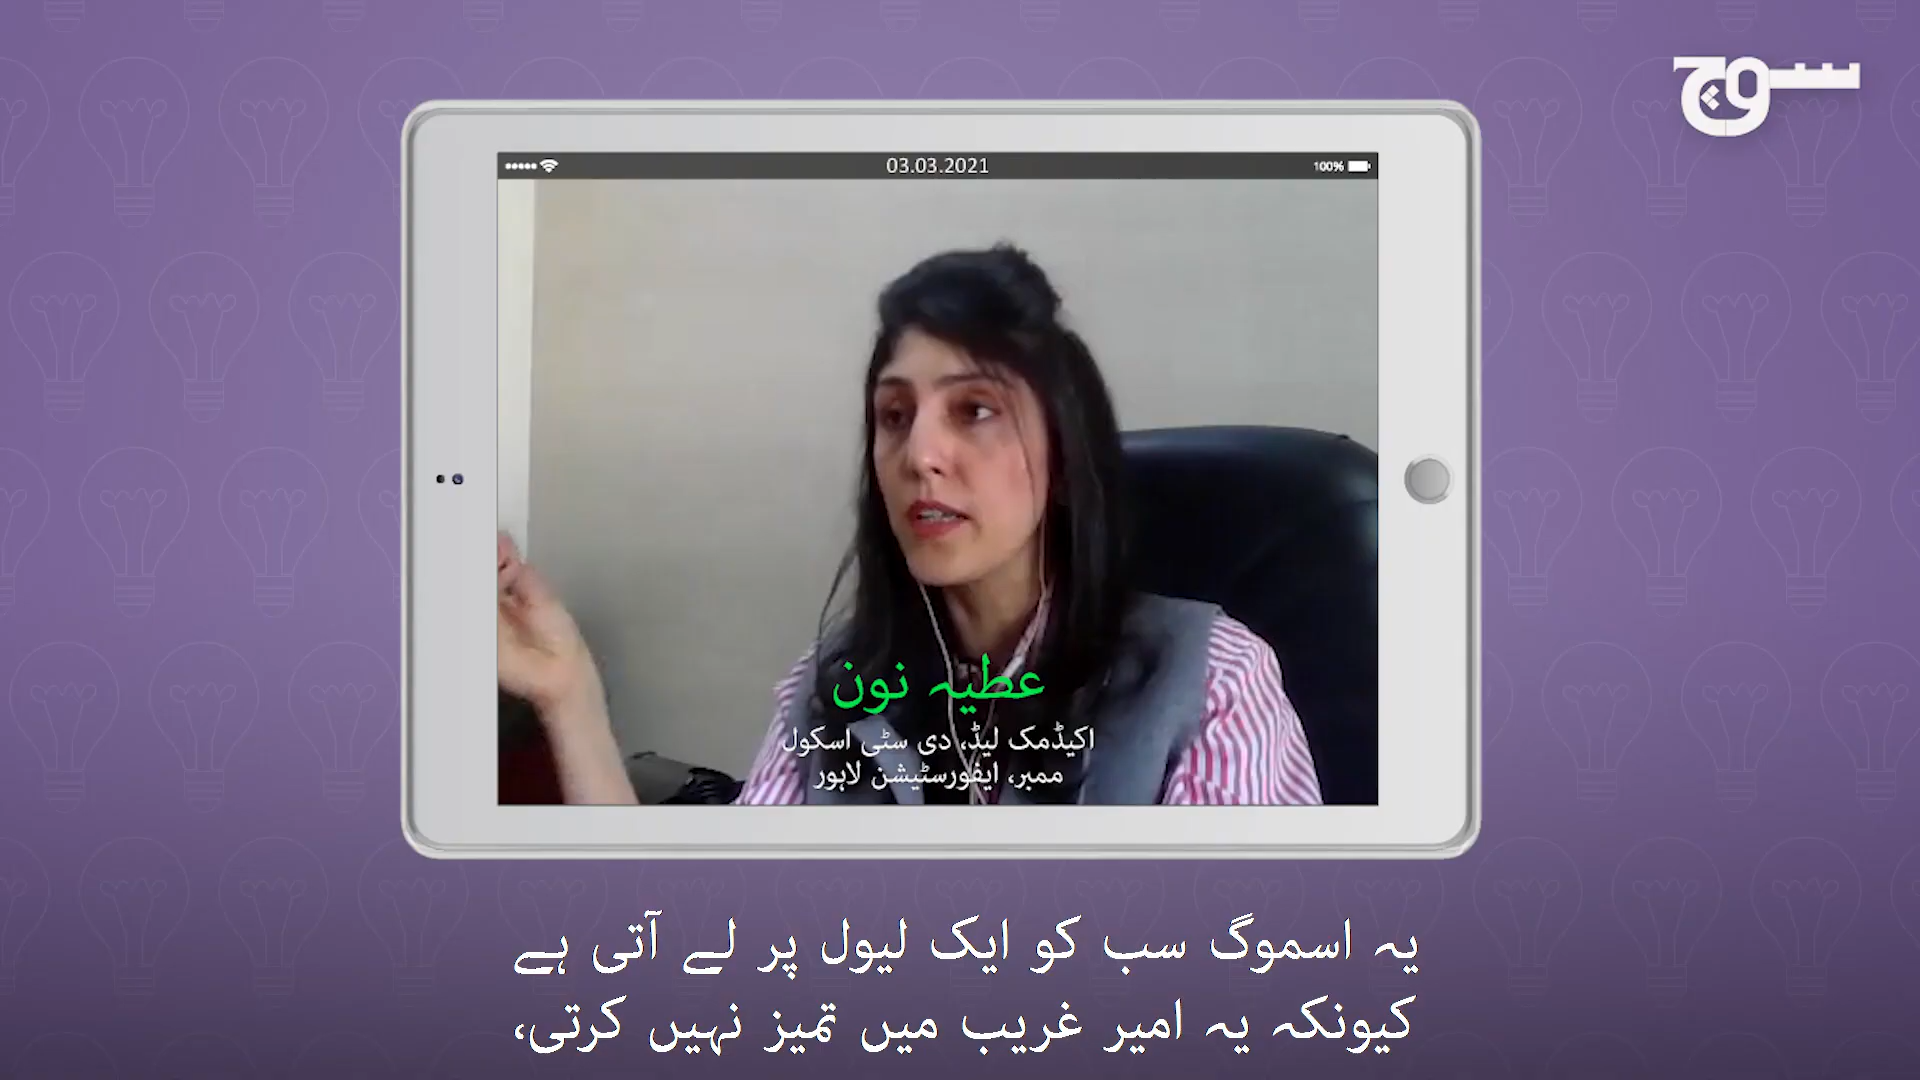 سوچ
03.03.2021
100%
عطیہ نون
اکیڈمک لیڈ، دی سٹی اسکول
ممبر، ایفورسٹیشن لاہور
یہ اسموگ سب کو ایک لیول پر لے آتی ہے
کیونکہ یہ امیر غریب میں تمیز نہیں کرتی،